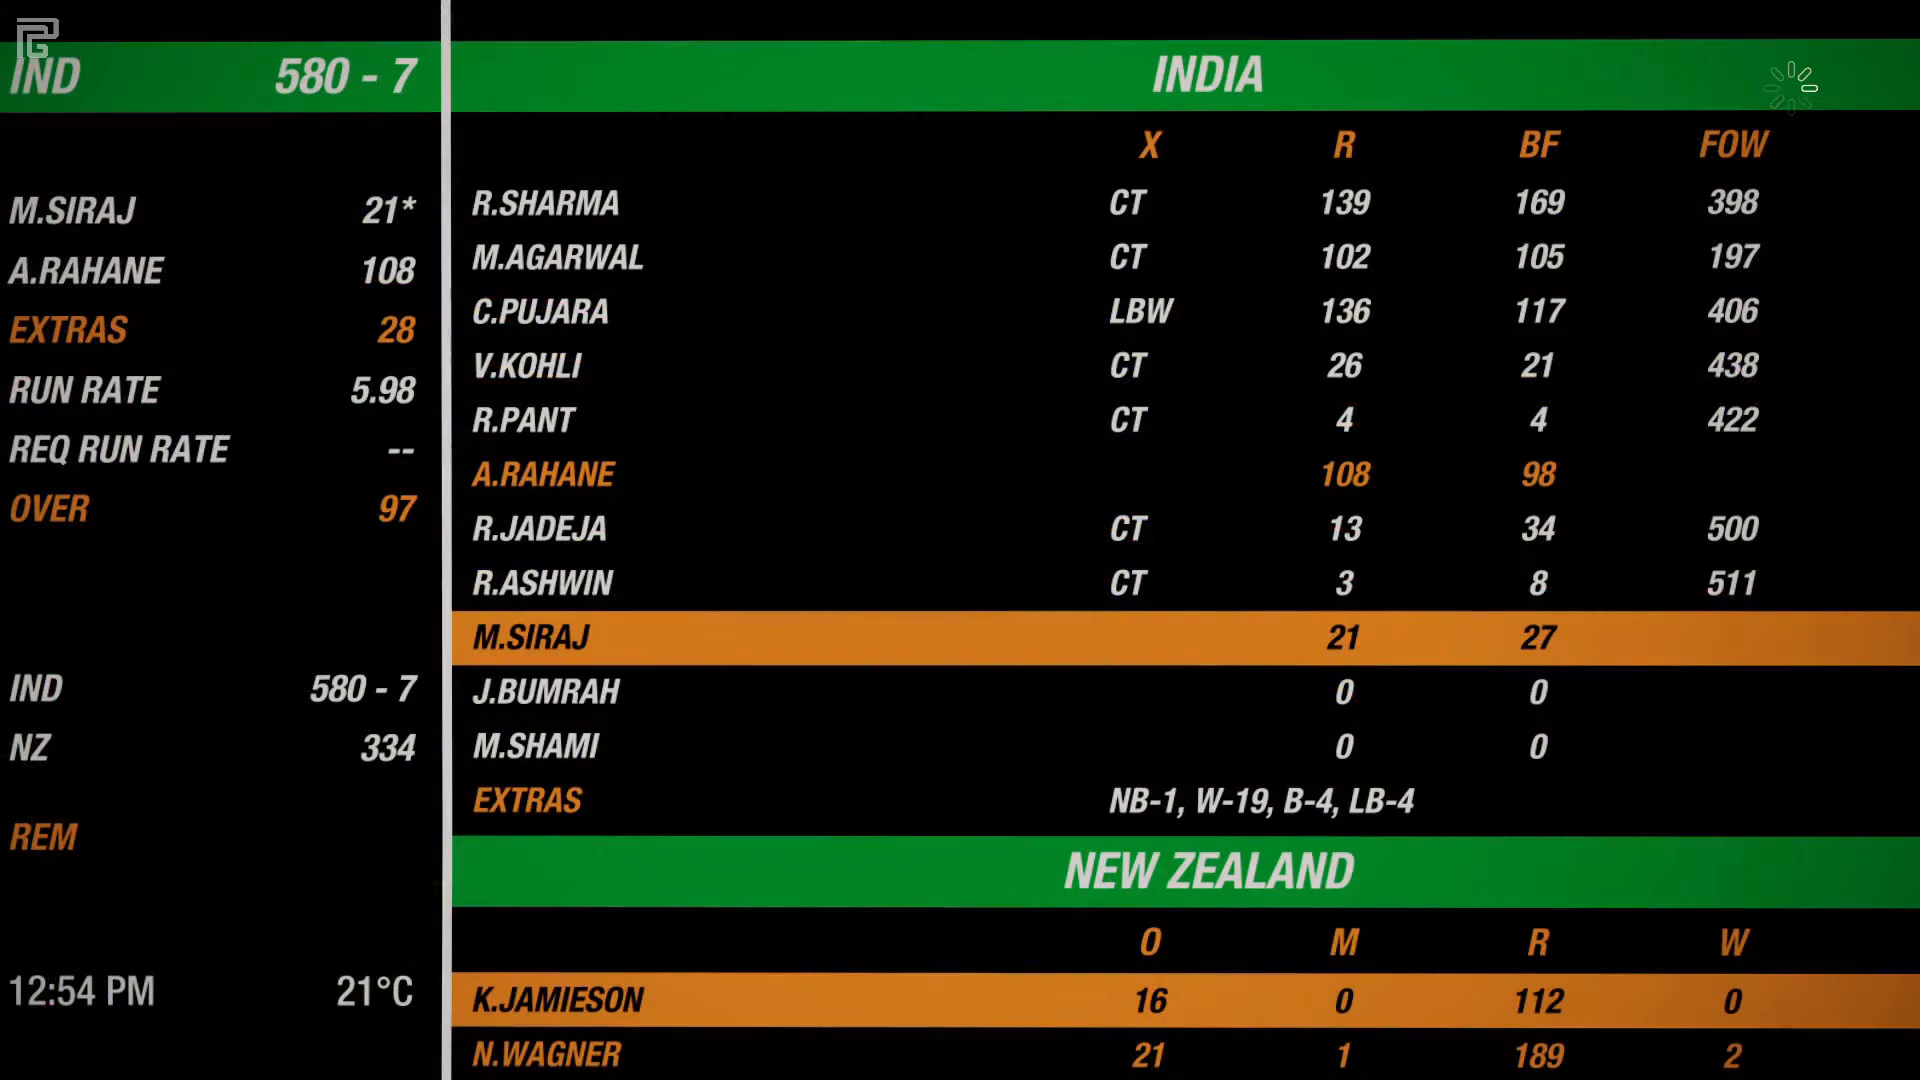 IND 580 - 7
M.SIRAJ 21*
A.RAHANE 108
EXTRAS 28
RUN RATE 5.98
REQ RUN RATE --
OVER 97
IND 580 - 7
NZ 334
REM
12:54 PM 21°C
INDIA
X R BF FOW
R.SHARMA CT 139 169 398
M.AGARWAL CT 102 105 197
C.PUJARA LBW 136 117 406
V.KOHLI CT 26 21 438
R.PANT CT 4 4 422
A.RAHANE 108 98
R.JADEJA CT 13 34 500
R.ASHWIN CT 3 8 511
M.SIRAJ 21 27
J.BUMRAH 0 0
M.SHAMI 0 0
EXTRAS NB-1, W-19, B-4, LB-4
NEW ZEALAND
O M R W
K.JAMIESON 16 0 112 0
N.WAGNER 21 1 189 2